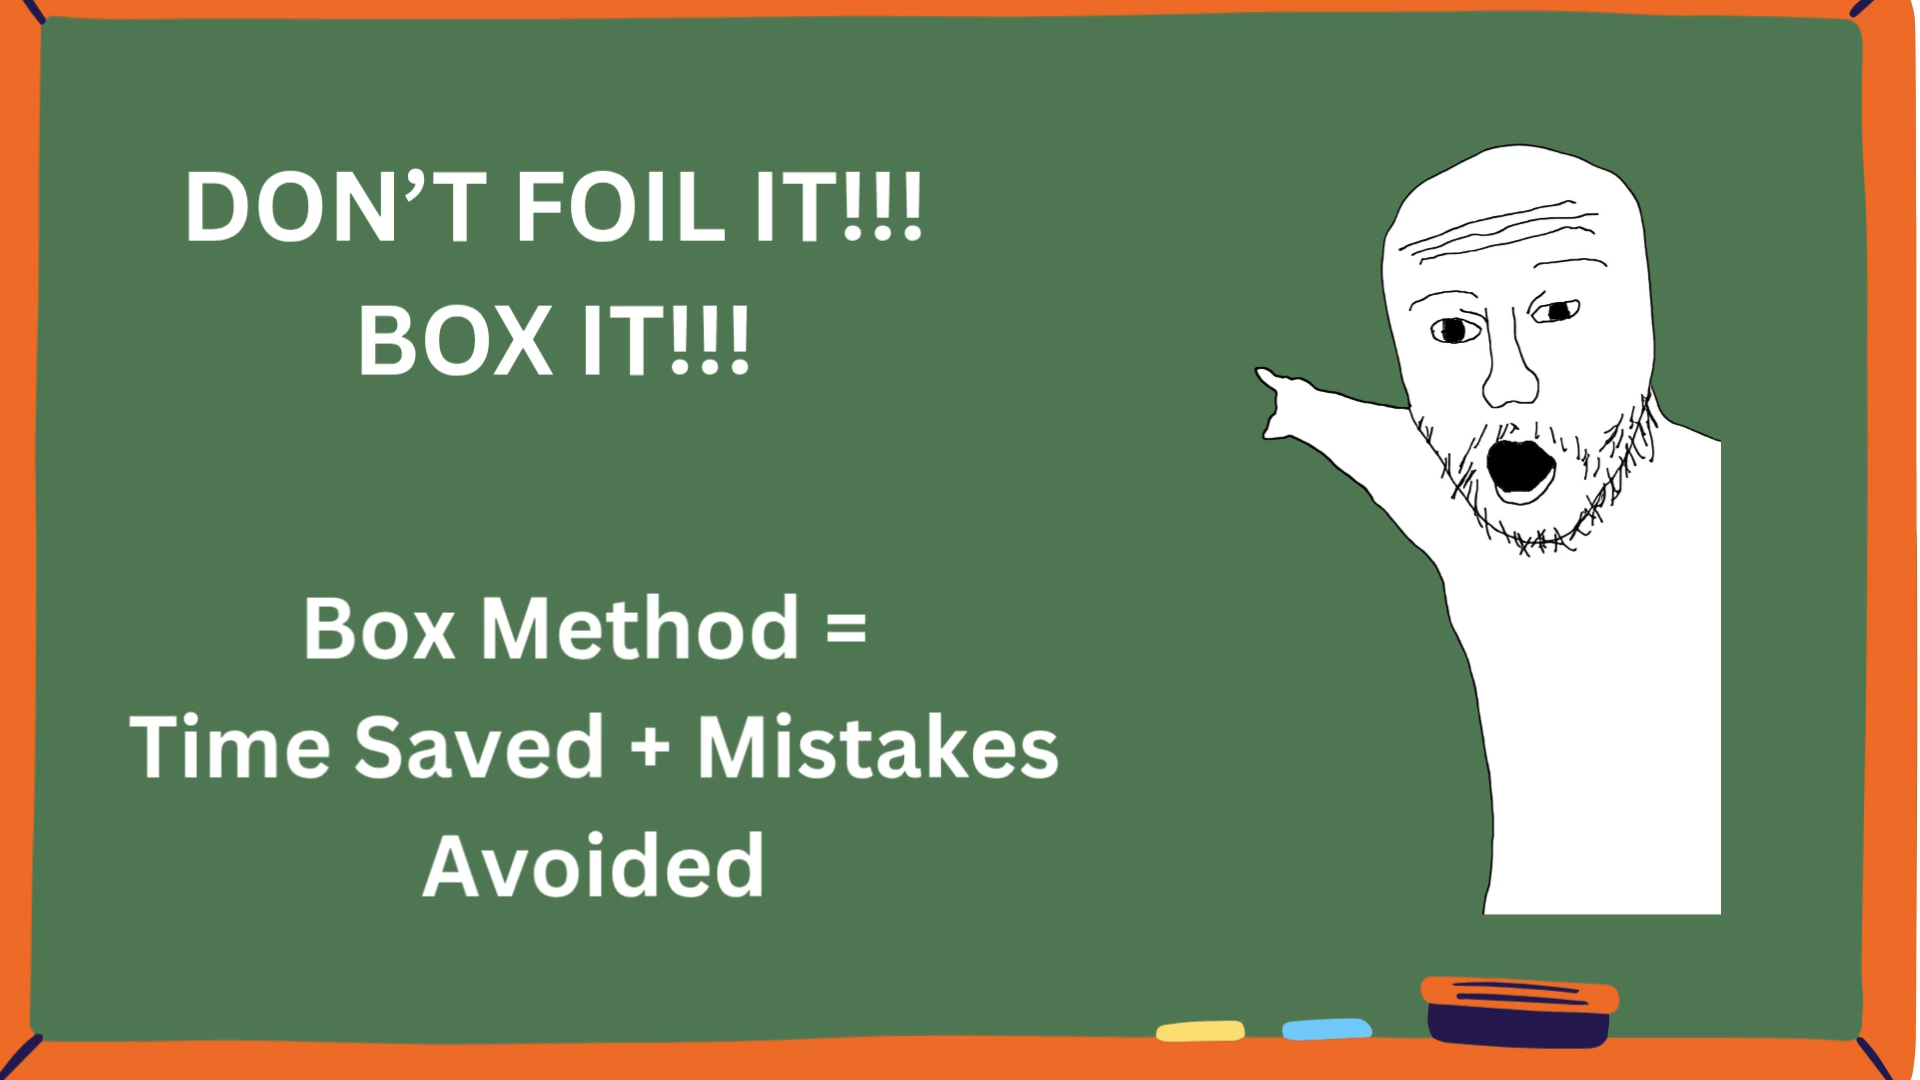 DON’T FOIL IT!!!
BOX IT!!!
Box Method =
Time Saved + Mistakes
Avoided